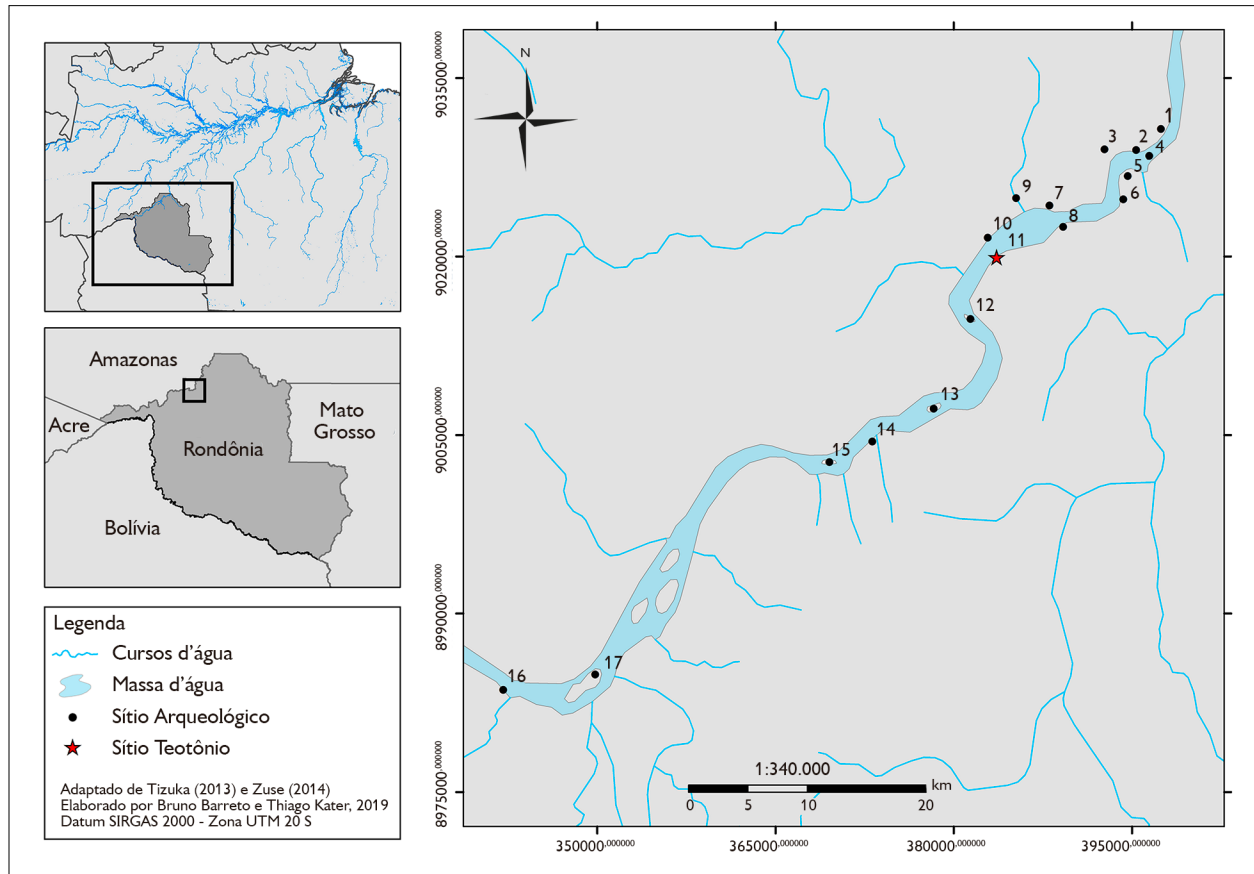 Amazonas
Acre
Rondônia
Mato
Grosso
Bolívia
Legenda
Cursos d'água
Massa d'água
Sítio Arqueológico
Sítio Teotônio
Adaptado de Tizuka (2013) e Zuse (2014)
Elaborado por Bruno Barreto e Thiago Kater, 2019
Datum SIRGAS 2000 - Zona UTM 20 S
N
1
2
3
4
5
6
7
8
9
10
11
12
13
14
15
16
17
9035000,000000
9020000,000000
9005000,000000
8990000,000000
8975000,000000
1:340.000
km
0 5 10 20
350000,000000 365000,000000 380000,000000 395000,000000